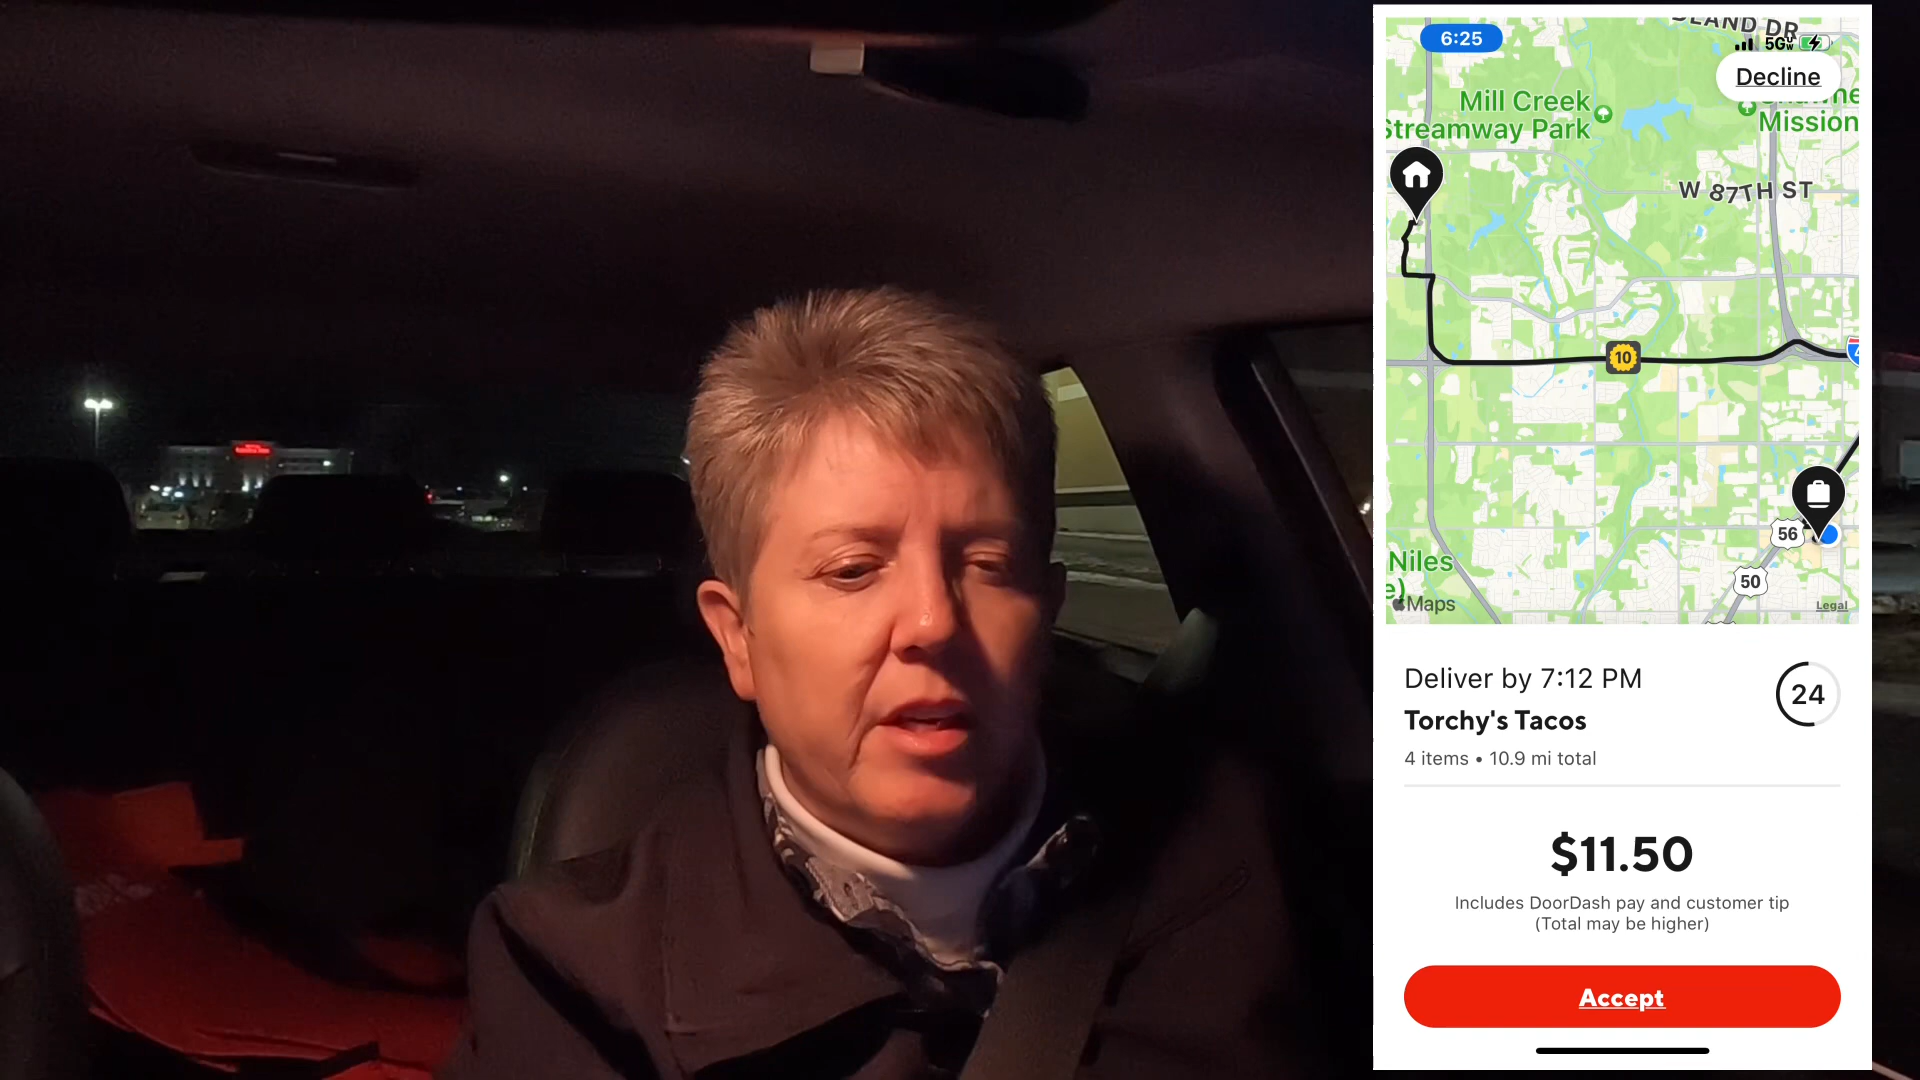 6:25
5G
Decline
Mill Creek
Streamway Park
Mission
W 87TH ST
10
56
50
Niles
Maps
Legal
Deliver by 7:12 PM
24
Torchy's Tacos
4 items • 10.9 mi total
$11.50
Includes DoorDash pay and customer tip
(Total may be higher)
Accept